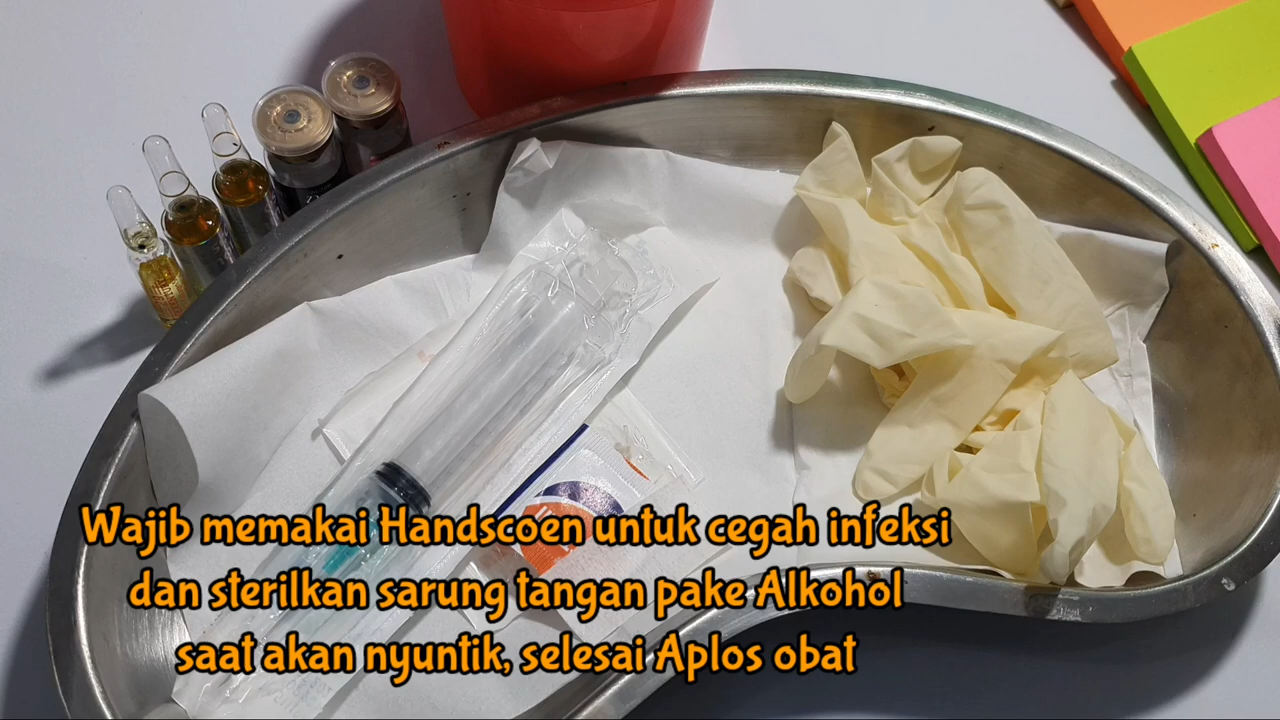 Wajib memakai Handscoen untuk cegah infeksi
dan sterilkan sarung tangan pake Alkohol
saat akan nyuntik, selesai Aplos obat